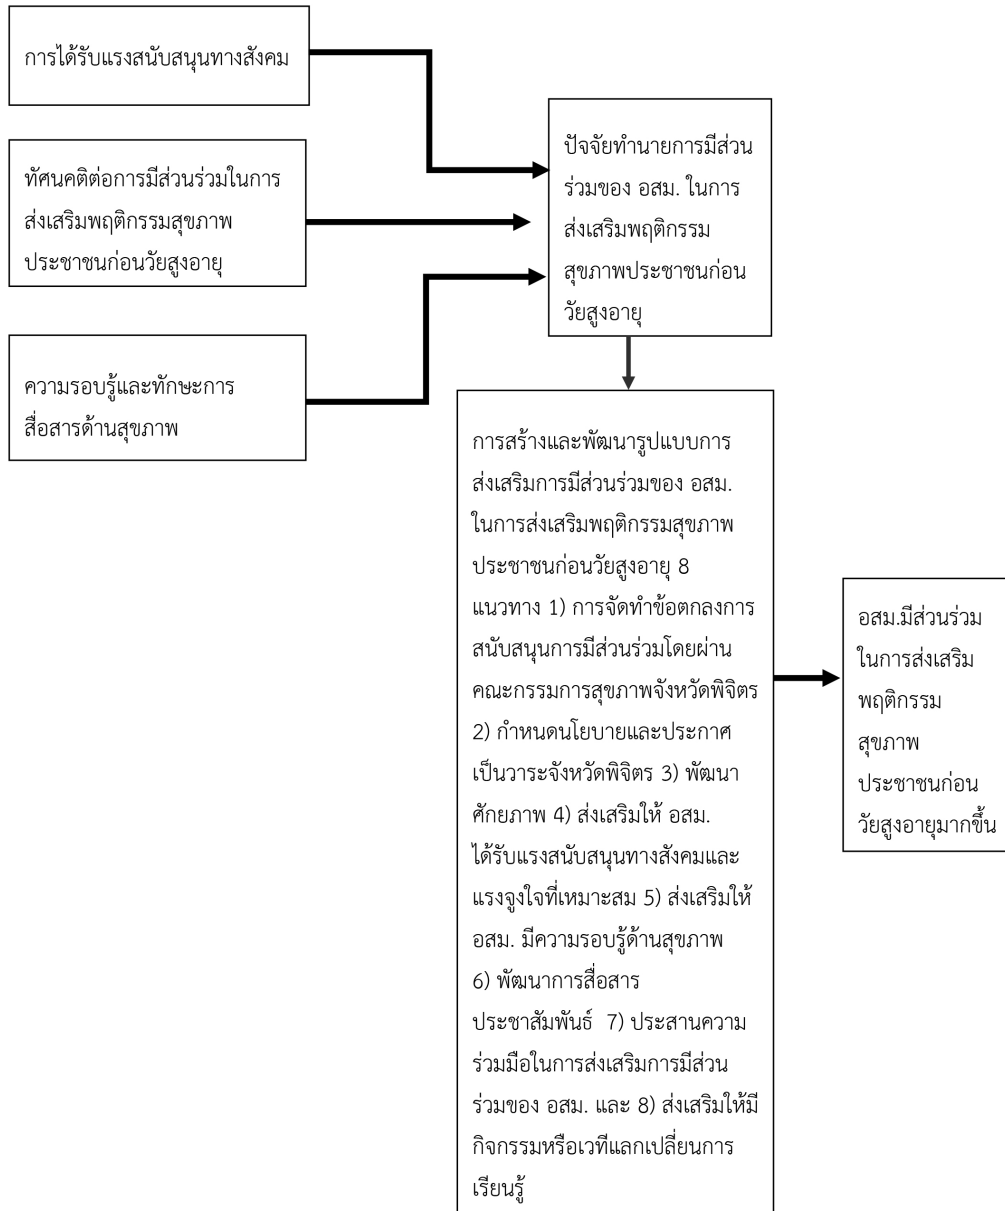 การได้รับแรงสนับสนุนทางสังคม
ทัศนคติต่อการมีส่วนร่วมในการ
ส่งเสริมพฤติกรรมสุขภาพ
ประชาชนก่อนวัยสูงอายุ
ความรอบรู้และทักษะการ
สื่อสารด้านสุขภาพ
ปัจจัยทำนายการมีส่วน
ร่วมของ อสม. ในการ
ส่งเสริมพฤติกรรม
สุขภาพประชาชนก่อน
วัยสูงอายุ
การสร้างและพัฒนารูปแบบการ
ส่งเสริมการมีส่วนร่วมของ อสม.
ในการส่งเสริมพฤติกรรมสุขภาพ
ประชาชนก่อนวัยสูงอายุ 8
แนวทาง 1) การจัดทำข้อตกลงการ
สนับสนุนการมีส่วนร่วมโดยผ่าน
คณะกรรมการสุขภาพจังหวัดพิจิตร
2) กำหนดนโยบายและประกาศ
เป็นวาระจังหวัดพิจิตร 3) พัฒนา
ศักยภาพ 4) ส่งเสริมให้ อสม.
ได้รับแรงสนับสนุนทางสังคมและ
แรงจูงใจที่เหมาะสม 5) ส่งเสริมให้
อสม. มีความรอบรู้ด้านสุขภาพ
6) พัฒนาการสื่อสาร
ประชาสัมพันธ์ 7) ประสานความ
ร่วมมือในการส่งเสริมการมีส่วน
ร่วมของ อสม. และ 8) ส่งเสริมให้มี
กิจกรรมหรือเวทีแลกเปลี่ยนการ
เรียนรู้
อสม.มีส่วนร่วม
ในการส่งเสริม
พฤติกรรม
สุขภาพ
ประชาชนก่อน
วัยสูงอายุมากขึ้น